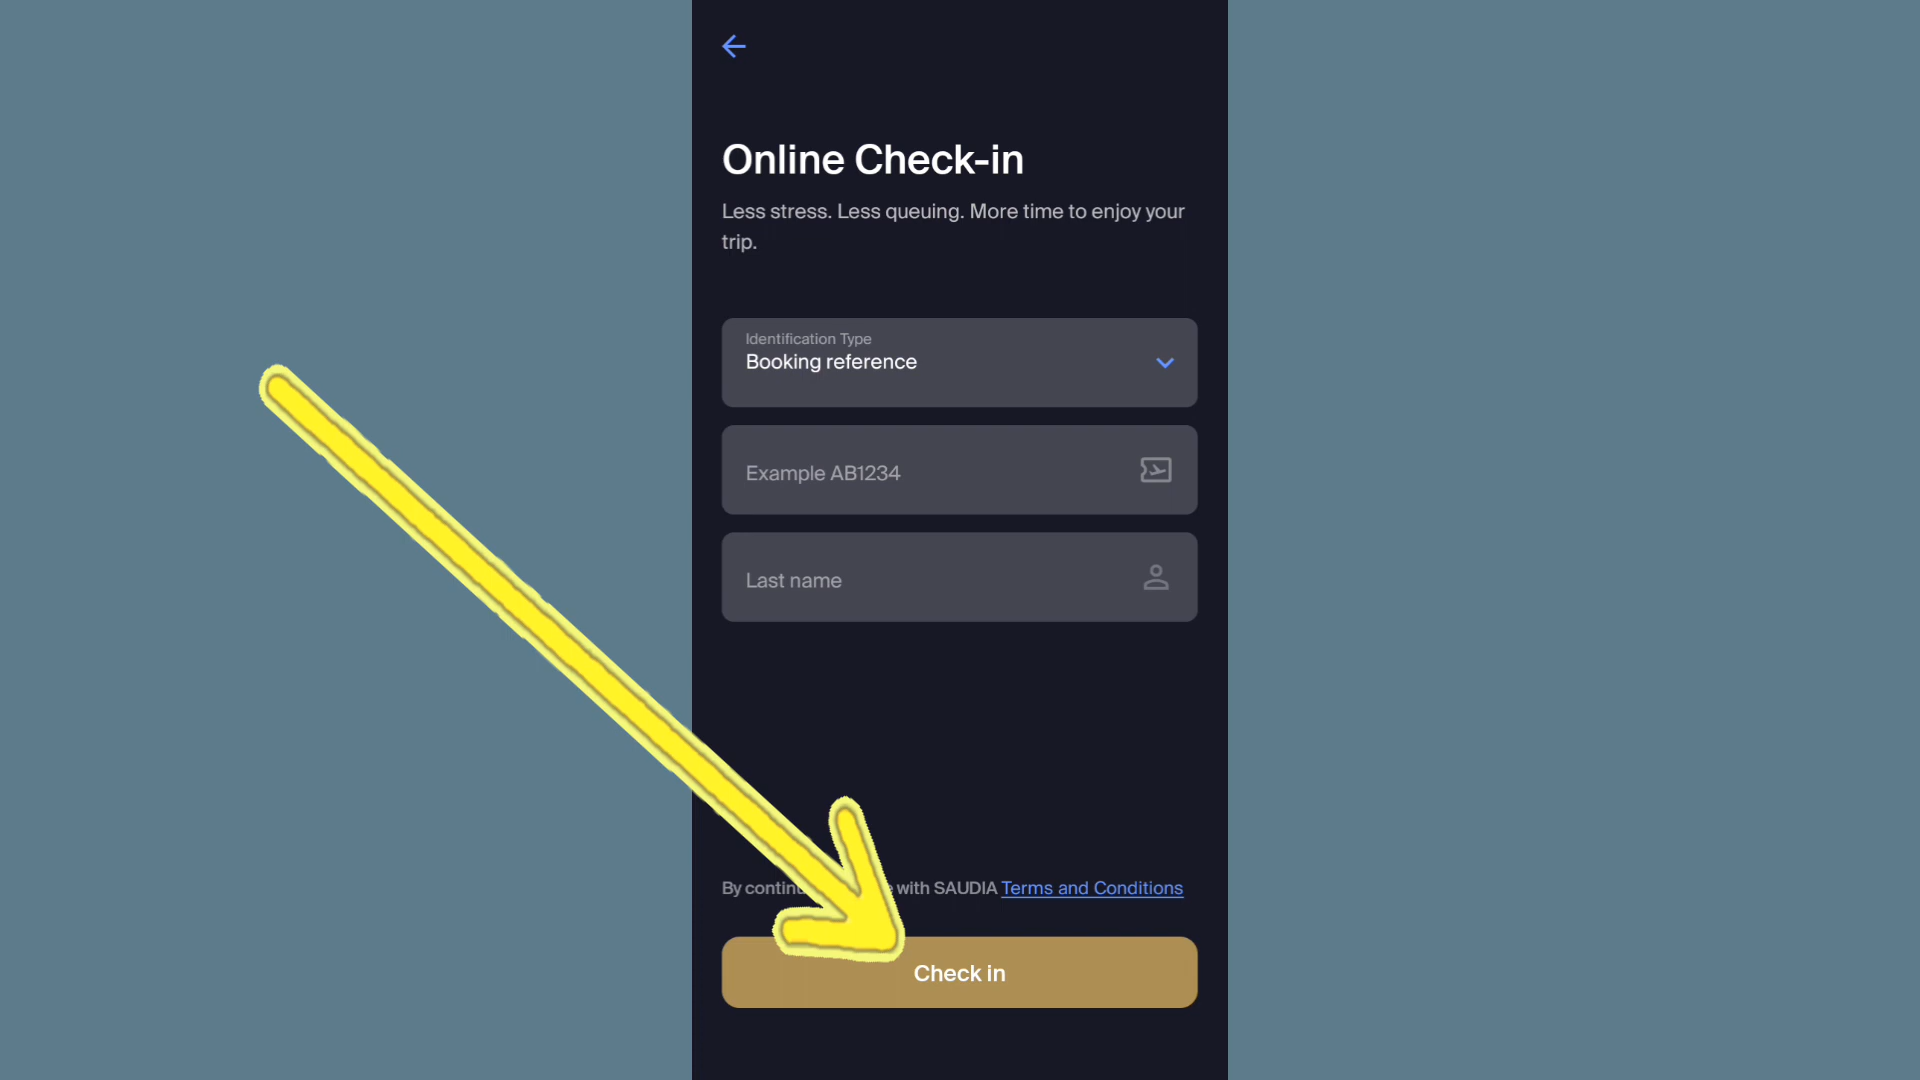 Online Check-in
Less stress. Less queuing. More time to enjoy your
trip.
Identification Type
Booking reference
Example AB1234
Last name
By with SAUDIA Terms and Conditions
Check in